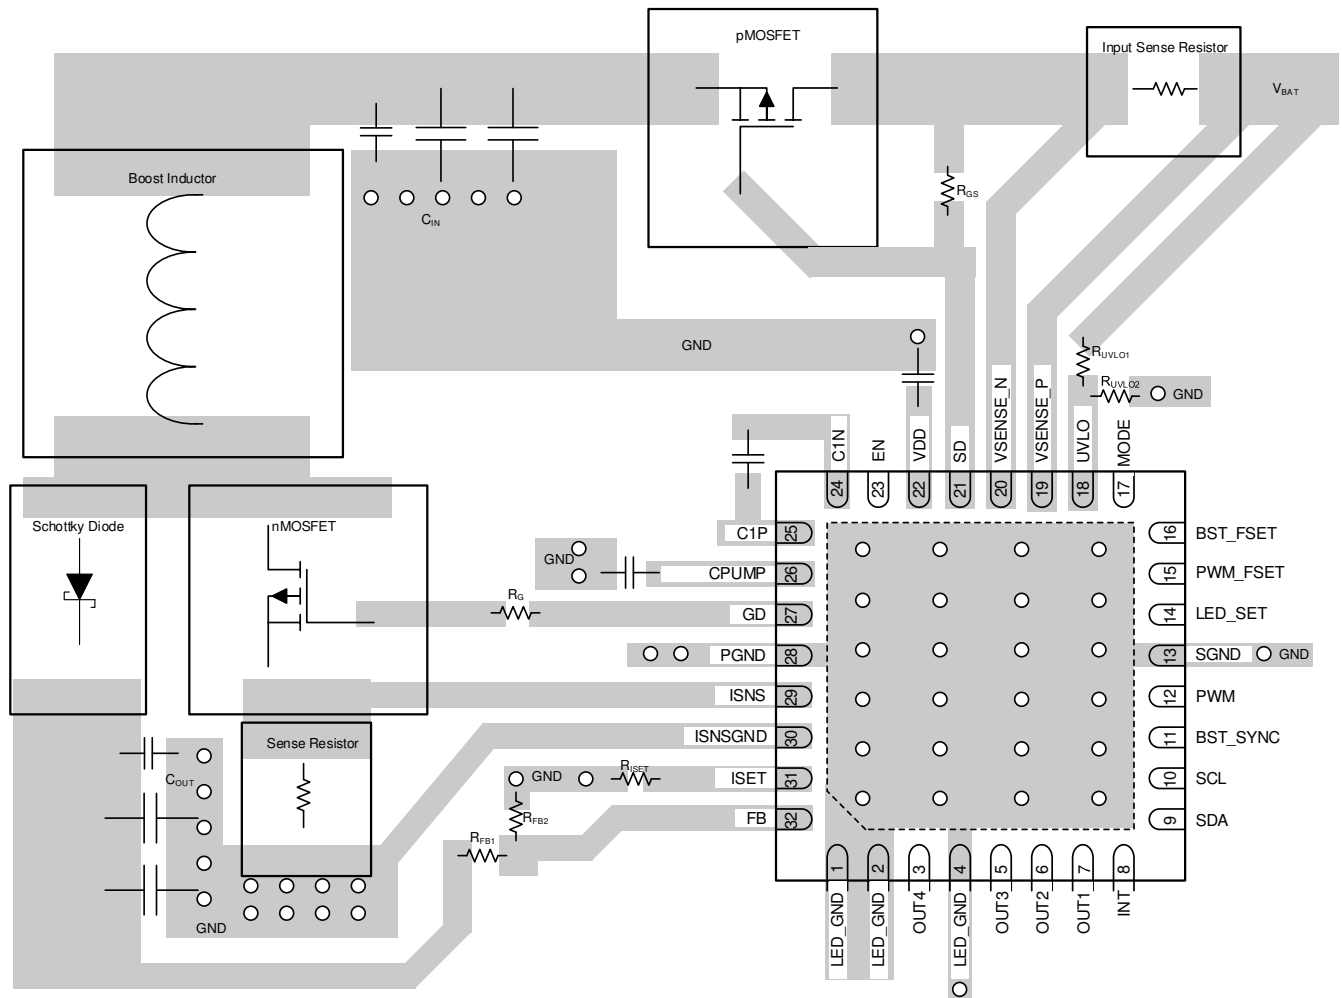 pMOSFET
Input Sense Resistor
VBAT
Boost Inductor
CIN
RGS
GND
RUVLO1
RUVLO2
GND
C1N
EN
VDD
SD
VSENSE_N
VSENSE_P
UVLO
MODE
24
23
22
21
20
19
18
17
Schottky Diode
nMOSFET
C1P
25
GND
CPUMP
26
RG
GD
27
PGND
28
ISNS
29
ISNSGND
30
ISET
31
FB
32
16
BST_FSET
15
PWM_FSET
14
LED_SET
13
SGND
GND
12
PWM
11
BST_SYNC
10
SCL
9
SDA
Sense Resistor
COUT
GND
RISET
RFB2
RFB1
GND
1
2
3
4
5
6
7
8
LED_GND
LED_GND
OUT4
LED_GND
OUT3
OUT2
OUT1
INT